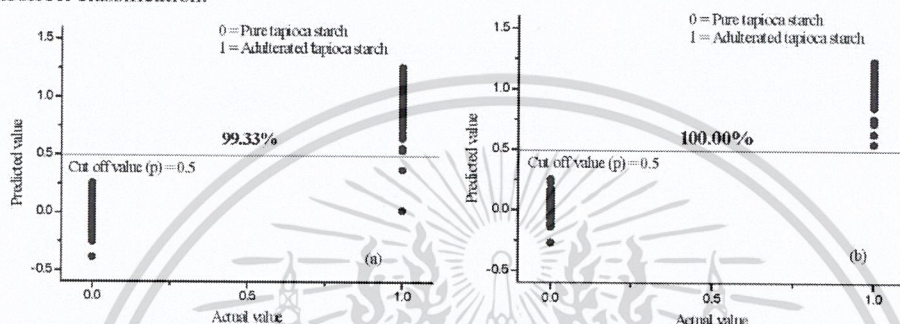 0 = Pure tapioca starch
1 = Adulterated tapioca starch
1.5
1.0
0.5
0.0
-0.5
Predicted value
99.33%
Cut off value (p) = 0.5
(a)
0.0
0.5
1.0
Actual value
0 = Pure tapioca starch
1 = Adulterated tapioca starch
1.5
1.0
0.5
0.0
-0.5
Predicted value
100.00%
Cut off value (p) = 0.5
(b)
0.0
0.5
1.0
Actual value